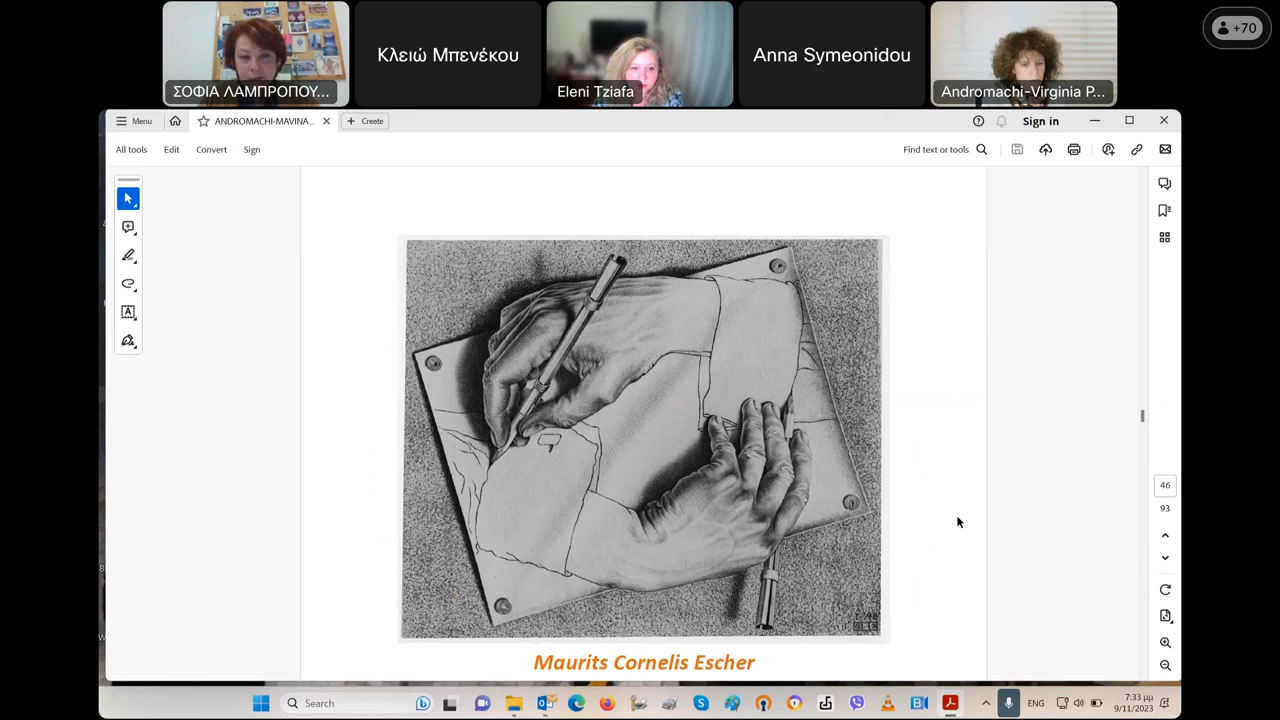 ΣΟΦΙΑ ΛΑΜΠΡΟΠΟΥ...
Κλειώ Μπενέκου
Eleni Tziafa
Anna Symeonidou
Andromachi-Virginia P...
+70
Menu
ANDROMACHI-MAVINA...
Create
Sign in
All tools
Edit
Convert
Sign
Find text or tools
46
93
Maurits Cornelis Escher
Search
ENG
7:33 μμ
9/11/2023